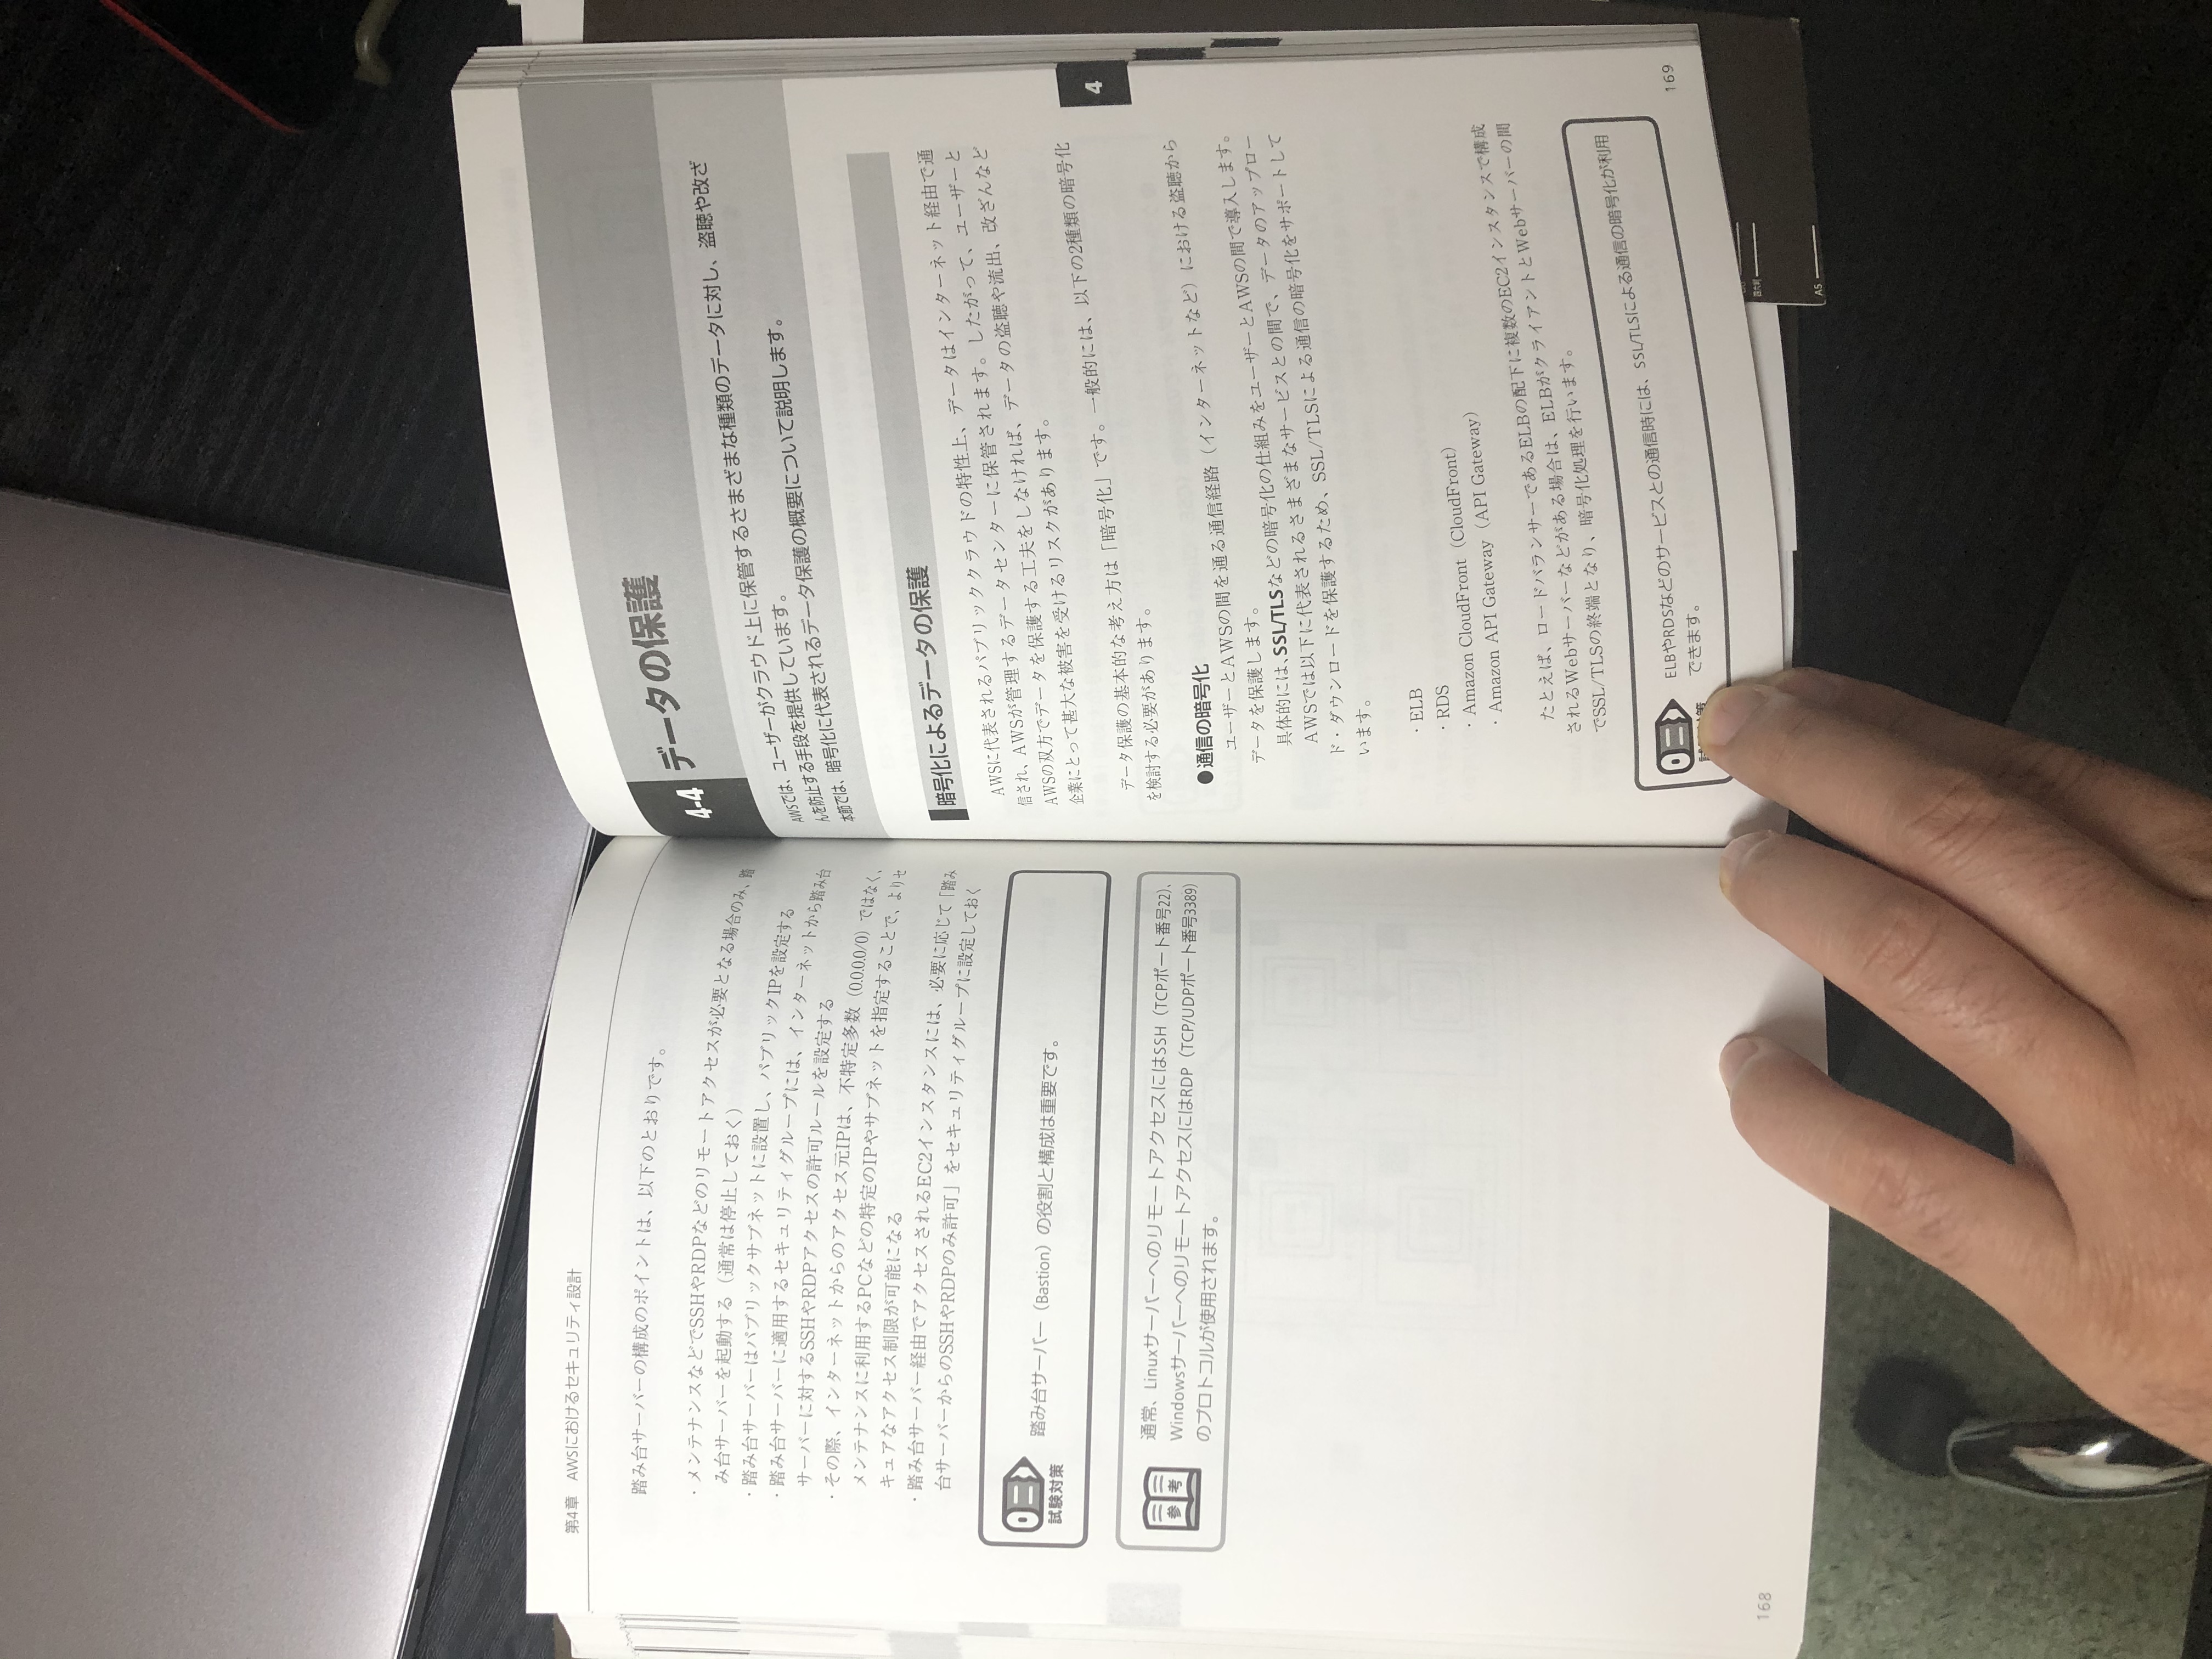 第4章　AWSにおけるセキュリティ設計
踏み台サーバーの構成のポイントは、以下のとおりです。
・メンテナンスなどでSSHやRDPなどのリモートアクセスが必要となる場合のみ、踏
み台サーバーを起動する（通常は停止しておく）
・踏み台サーバーはパブリックサブネットに設置し、パブリックIPを設定する
・踏み台サーバーに適用するセキュリティグループには、インターネットから踏み台
サーバーに対するSSHやRDPアクセスの許可ルールを設定する
・その際、インターネットからのアクセス元IPは、不特定多数（0.0.0.0/0）ではなく、
メンテナンスに利用するPCなどの特定のIPやサブネットを指定することで、よりセ
キュアなアクセス制限が可能になる
・踏み台サーバー経由でアクセスされるEC2インスタンスには、必要に応じて「踏み
台サーバーからのSSHやRDPのみ許可」をセキュリティグループに設定しておく
試験対策
踏み台サーバー（Bastion）の役割と構成は重要です。
参考
通常、LinuxサーバーへのリモートアクセスにはSSH（TCPポート番号22）、
WindowsサーバーへのリモートアクセスにはRDP（TCP/UDPポート番号3389）
のプロトコルが使用されます。
168
4-4 データの保護
AWSでは、ユーザーがクラウド上に保管するさまざまな種類のデータに対し、盗聴や改ざ
んを防止する手段を提供しています。
本節では、暗号化に代表されるデータ保護の概要について説明します。
暗号化によるデータの保護
AWSに代表されるパブリッククラウドの特性上、データはインターネット経由で通
信され、AWSが管理するデータセンターに保管されます。したがって、ユーザーと
AWSの双方でデータを保護する工夫をしなければ、データの盗聴や流出、改ざんなど
企業にとって甚大な被害を受けるリスクがあります。
データ保護の基本的な考え方は「暗号化」です。一般的には、以下の2種類の暗号化
を検討する必要があります。
4
●通信の暗号化
ユーザーとAWSの間を通る通信経路（インターネットなど）における盗聴から
データを保護します。
具体的には、SSL/TLSなどの暗号化の仕組みをユーザーとAWSの間で導入します。
AWSでは以下に代表されるさまざまなサービスとの間で、データのアップロー
ド・ダウンロードを保護するため、SSL/TLSによる通信の暗号化をサポートして
います。
・ELB
・RDS
・Amazon CloudFront（CloudFront）
・Amazon API Gateway（API Gateway）
たとえば、ロードバランサーであるELBの配下に複数のEC2インスタンスで構成
されるWebサーバーなどがある場合は、ELBがクライアントとWebサーバーの間
でSSL/TLSの終端となり、暗号化処理を行います。
ELBやRDSなどのサービスとの通信時には、SSL/TLSによる通信の暗号化が利用
できます。
169
四六判
A5